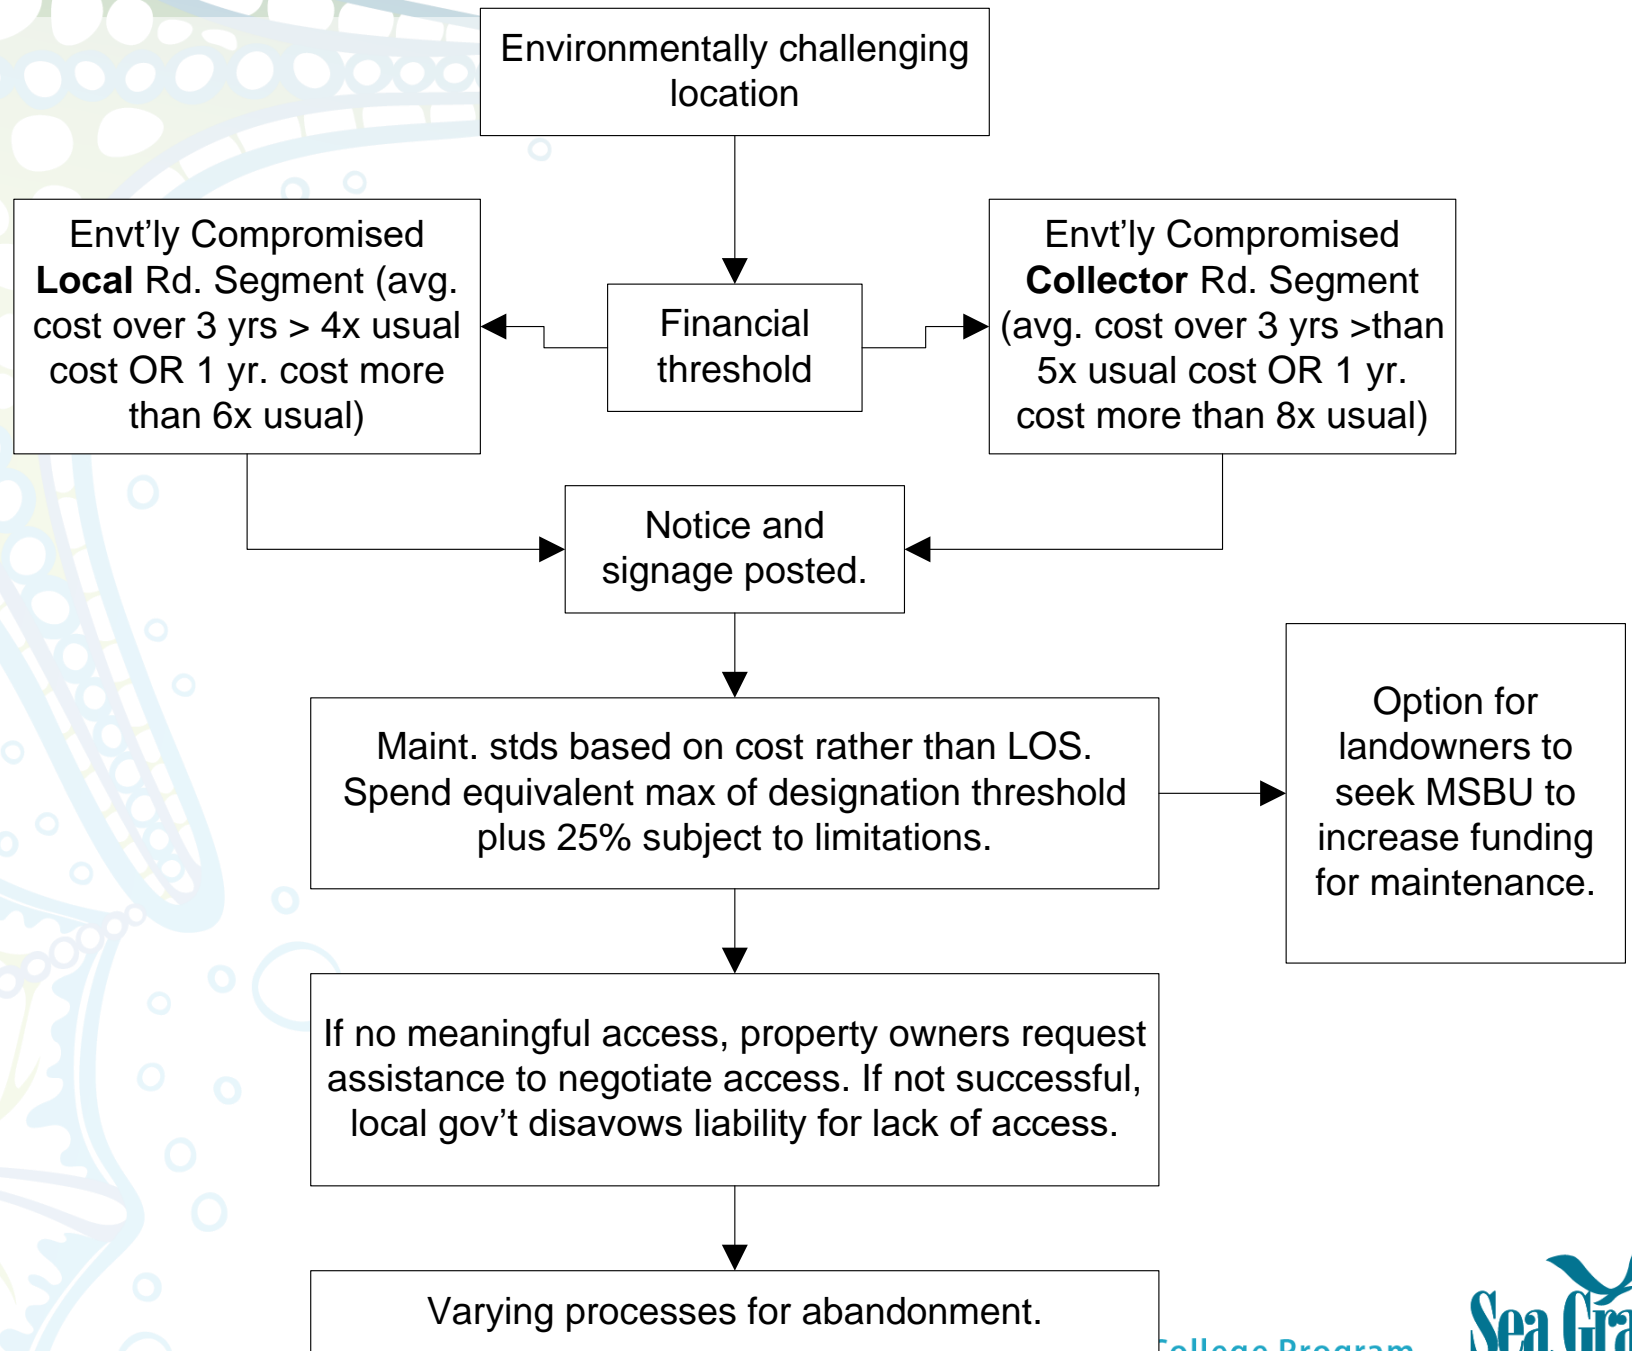 Environmentally challenging
location
Envt’ly Compromised
Local Rd. Segment (avg.
cost over 3 yrs > 4x usual
cost OR 1 yr. cost more
than 6x usual)
Financial
threshold
Envt’ly Compromised
Collector Rd. Segment
(avg. cost over 3 yrs >than
5x usual cost OR 1 yr.
cost more than 8x usual)
Notice and
signage posted.
Maint. stds based on cost rather than LOS.
Spend equivalent max of designation threshold
plus 25% subject to limitations.
Option for
landowners to
seek MSBU to
increase funding
for maintenance.
If no meaningful access, property owners request
assistance to negotiate access. If not successful,
local gov’t disavows liability for lack of access.
Varying processes for abandonment.
College Program
Sea Gra